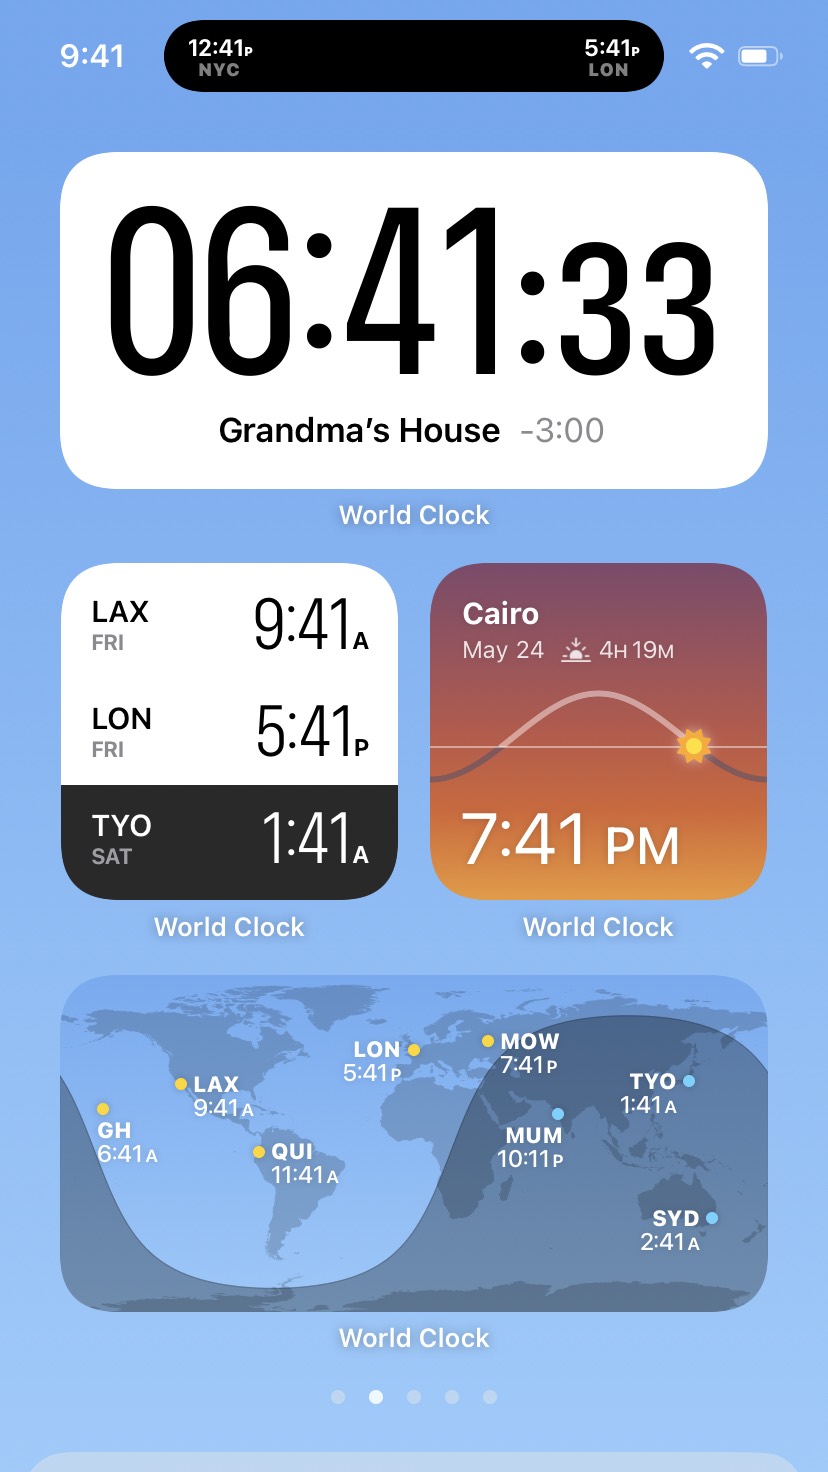 9:41
12:41P
NYC
5:41P
LON
06:41:33
Grandma’s House -3:00
World Clock
LAX 9:41A
FRI
LON 5:41P
FRI
TYO 1:41A
SAT
World Clock
Cairo
May 24 4H 19M
7:41 PM
World Clock
LON
5:41P
MOW
7:41P
LAX
9:41A
TYO
1:41A
GH
6:41A
MUM
10:11P
QUI
11:41A
SYD
2:41A
World Clock